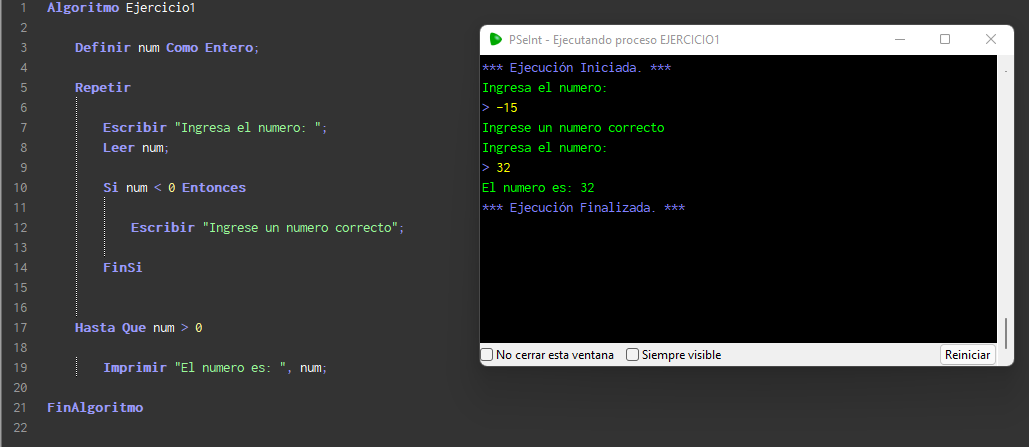 1 Algoritmo Ejercicio1
2
3 Definir num Como Entero;
4
5 Repetir
6
7 Escribir "Ingresa el numero: ";
8 Leer num;
9
10 Si num < 0 Entonces
11
12 Escribir "Ingrese un numero correcto";
13
14 FinSi
15
16
17 Hasta Que num > 0
18
19 Imprimir "El numero es: ", num;
20
21 FinAlgoritmo
22
PSeInt - Ejecutando proceso EJERCICIO1
*** Ejecución Iniciada. ***
Ingresa el numero:
> -15
Ingrese un numero correcto
Ingresa el numero:
> 32
El numero es: 32
*** Ejecución Finalizada. ***
No cerrar esta ventana Siempre visible Reiniciar